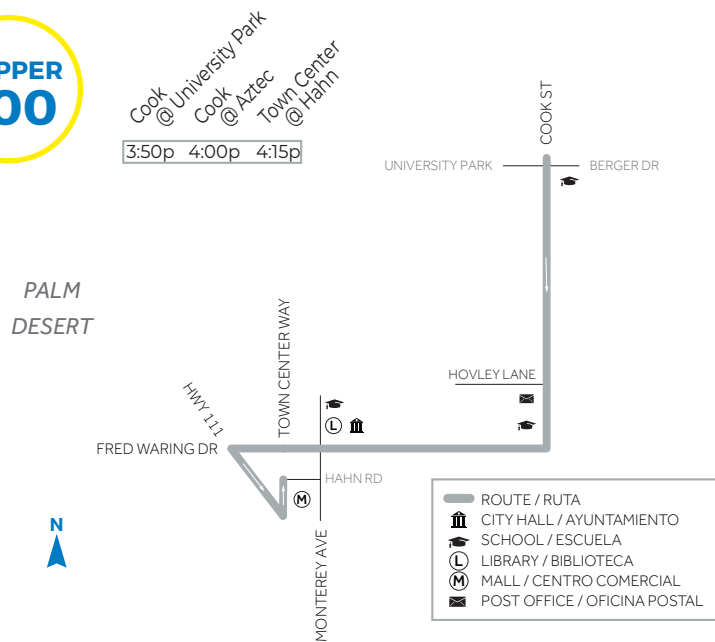 PPER
00
Cook
@ University Park
Cook
@ Aztec
Town Center
@ Hahn
3:50p 4:00p 4:15p
COOK ST
UNIVERSITY PARK
BERGER DR
PALM
DESERT
TOWN CENTER WAY
HOVLEY LANE
HWY 111
L
FRED WARING DR
HAHN RD
M
N
MONTEREY AVE
ROUTE / RUTA
CITY HALL / AYUNTAMIENTO
SCHOOL / ESCUELA
L LIBRARY / BIBLIOTECA
M MALL / CENTRO COMERCIAL
POST OFFICE / OFICINA POSTAL